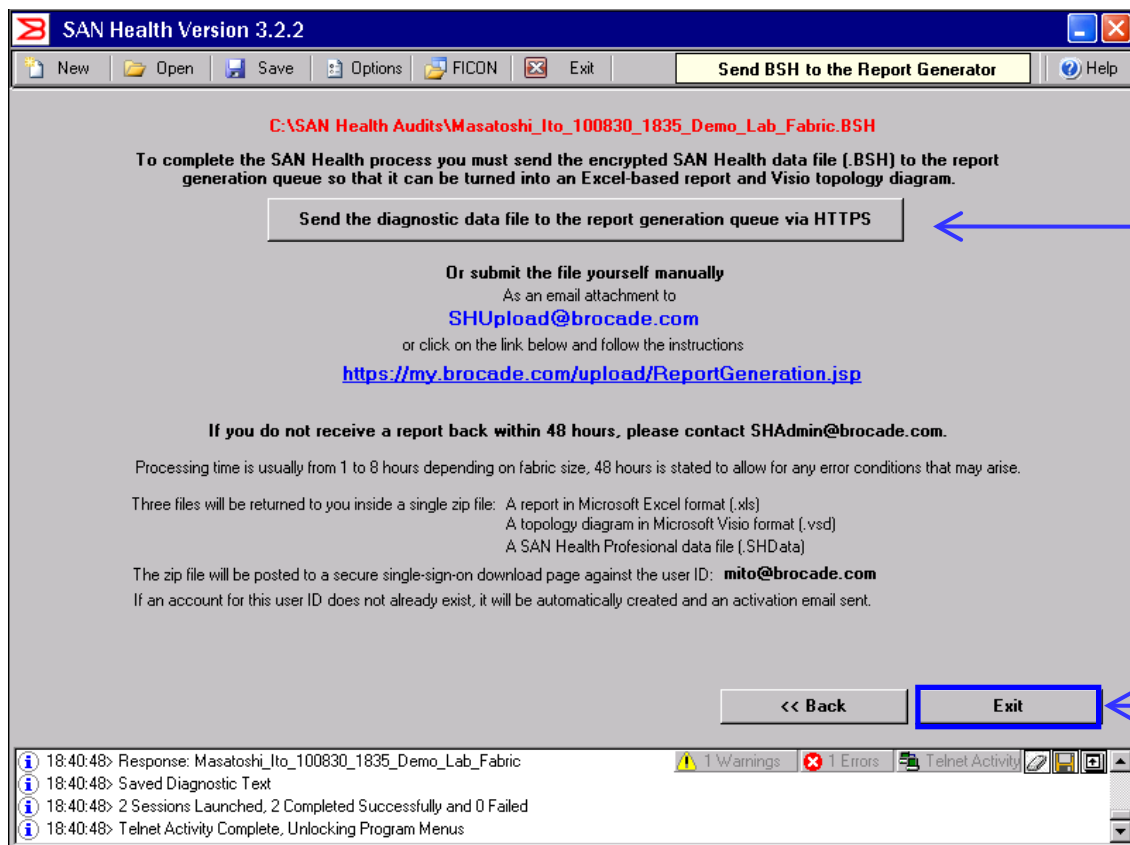 SAN Health Version 3.2.2
New Open Save Options FICON Exit Send BSH to the Report Generator Help
C:\SAN Health Audits\Masatoshi_Ito_100830_1835_Demo_Lab_Fabric.BSH
To complete the SAN Health process you must send the encrypted SAN Health data file (.BSH) to the report
generation queue so that it can be turned into an Excel-based report and Visio topology diagram.
Send the diagnostic data file to the report generation queue via HTTPS
Or submit the file yourself manually
As an email attachment to
SHUpload@brocade.com
or click on the link below and follow the instructions
https://my.brocade.com/upload/ReportGeneration.jsp
If you do not receive a report back within 48 hours, please contact SHAdmin@brocade.com.
Processing time is usually from 1 to 8 hours depending on fabric size, 48 hours is stated to allow for any error conditions that may arise.
Three files will be returned to you inside a single zip file: A report in Microsoft Excel format (.xls)
A topology diagram in Microsoft Visio format (.vsd)
A SAN Health Profesional data file (.SHData)
The zip file will be posted to a secure single-sign-on download page against the user ID: mito@brocade.com
If an account for this user ID does not already exist, it will be automatically created and an activation email sent.
<< Back Exit
18:40:48> Response: Masatoshi_Ito_100830_1835_Demo_Lab_Fabric 1 Warnings 1 Errors Telnet Activity
18:40:48> Saved Diagnostic Text
18:40:48> 2 Sessions Launched, 2 Completed Successfully and 0 Failed
18:40:48> Telnet Activity Complete, Unlocking Program Menus